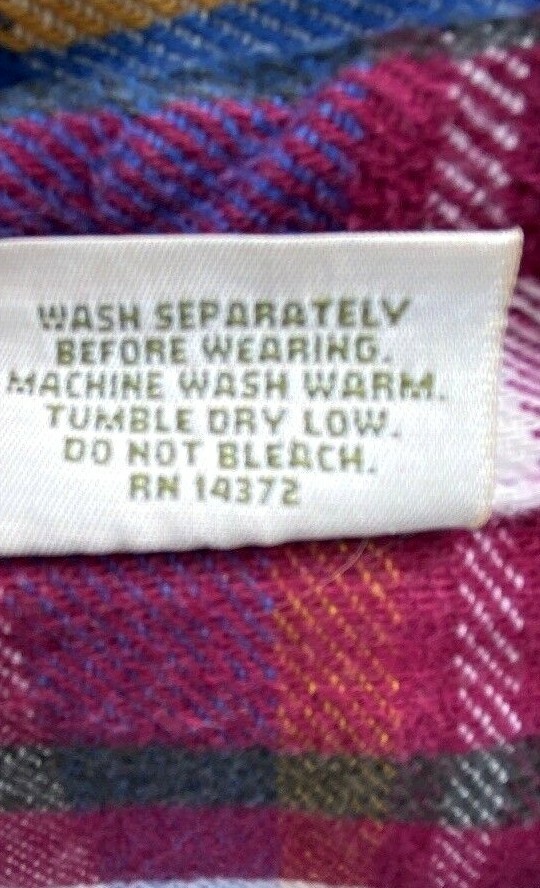 WASH SEPARATELY
BEFORE WEARING.
MACHINE WASH WARM.
TUMBLE DRY LOW.
DO NOT BLEACH.
RN 14372